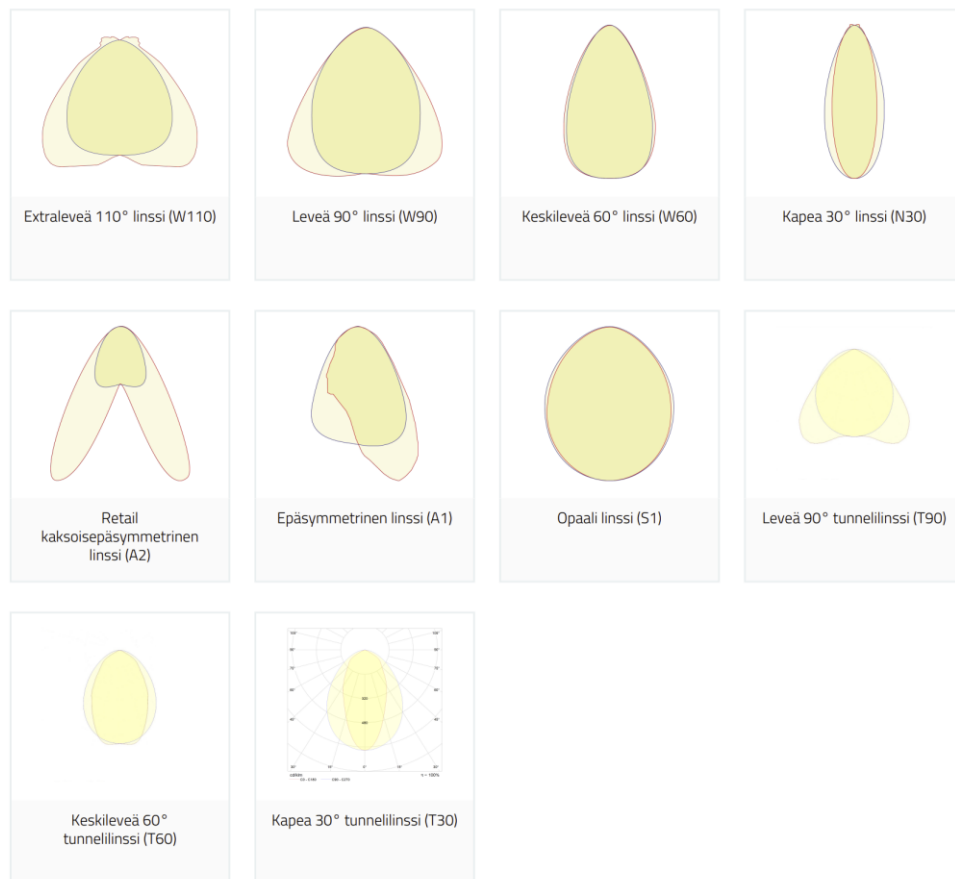 Extraleveä 110° linssi (W110)
Leveä 90° linssi (W90)
Keskileveä 60° linssi (W60)
Kapea 30° linssi (N30)
Retail
kaksoisepäsymmetrinen
linssi (A2)
Epäsymmetrinen linssi (A1)
Opaali linssi (S1)
Leveä 90° tunnelilinssi (T90)
Keskileveä 60°
tunnelilinssi (T60)
Kapea 30° tunnelilinssi (T30)